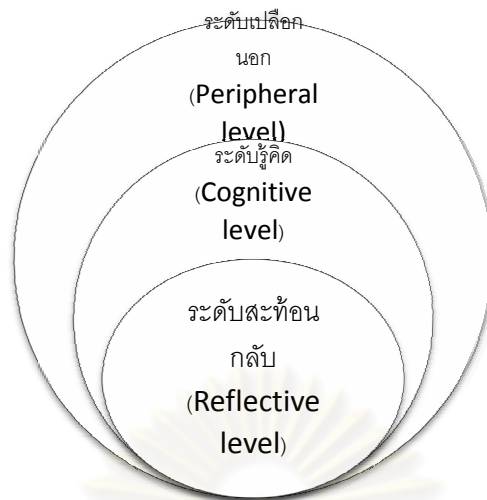 ระดับเปลือก
นอก
(Peripheral
level)
ระดับรู้คิด
(Cognitive
level)
ระดับสะท้อน
กลับ
(Reflective
level)